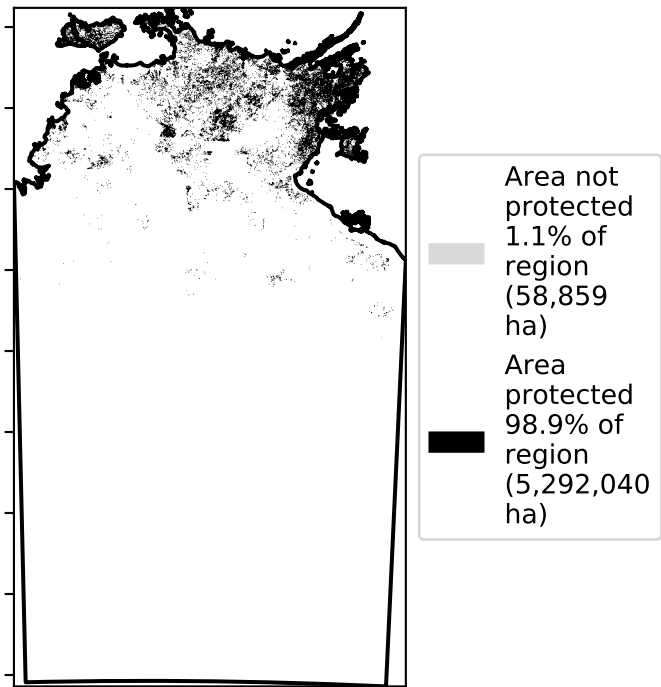 Area not
protected
1.1% of
region
(58,859
ha)
Area
protected
98.9% of
region
(5,292,040
ha)